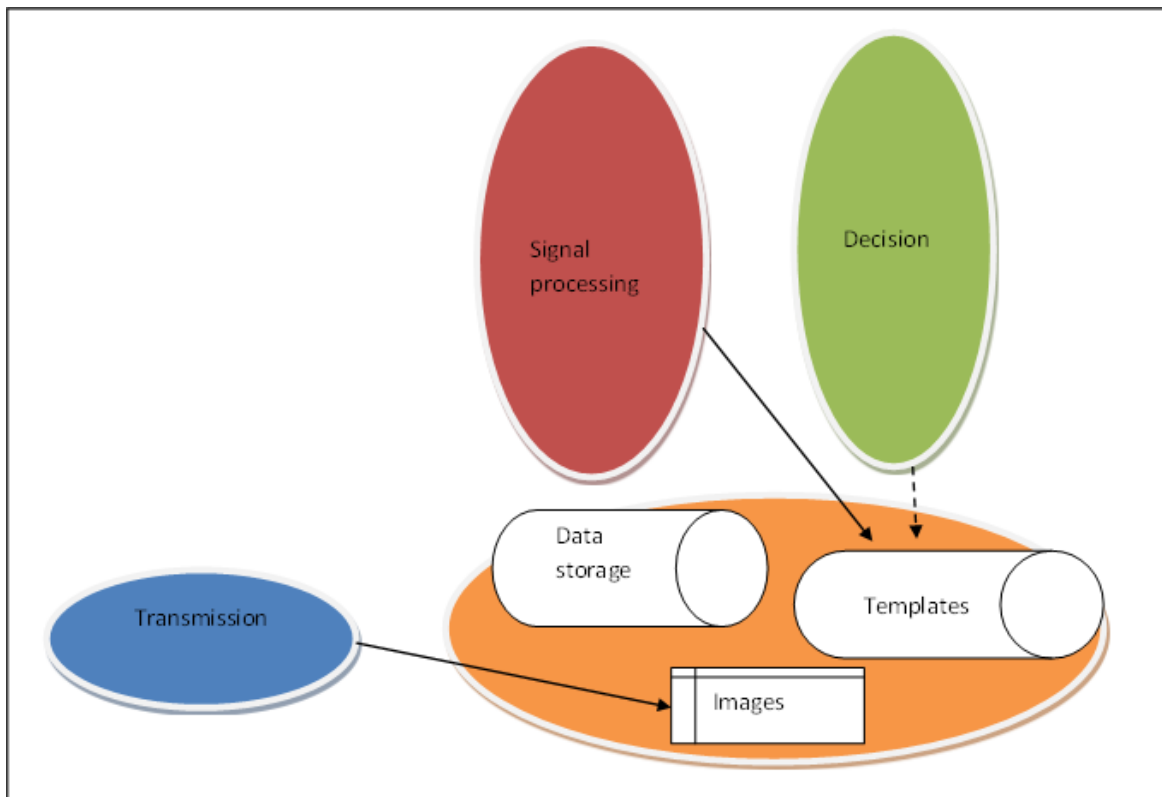 Signal
processing
Decision
Data
storage
Templates
Transmission
Images